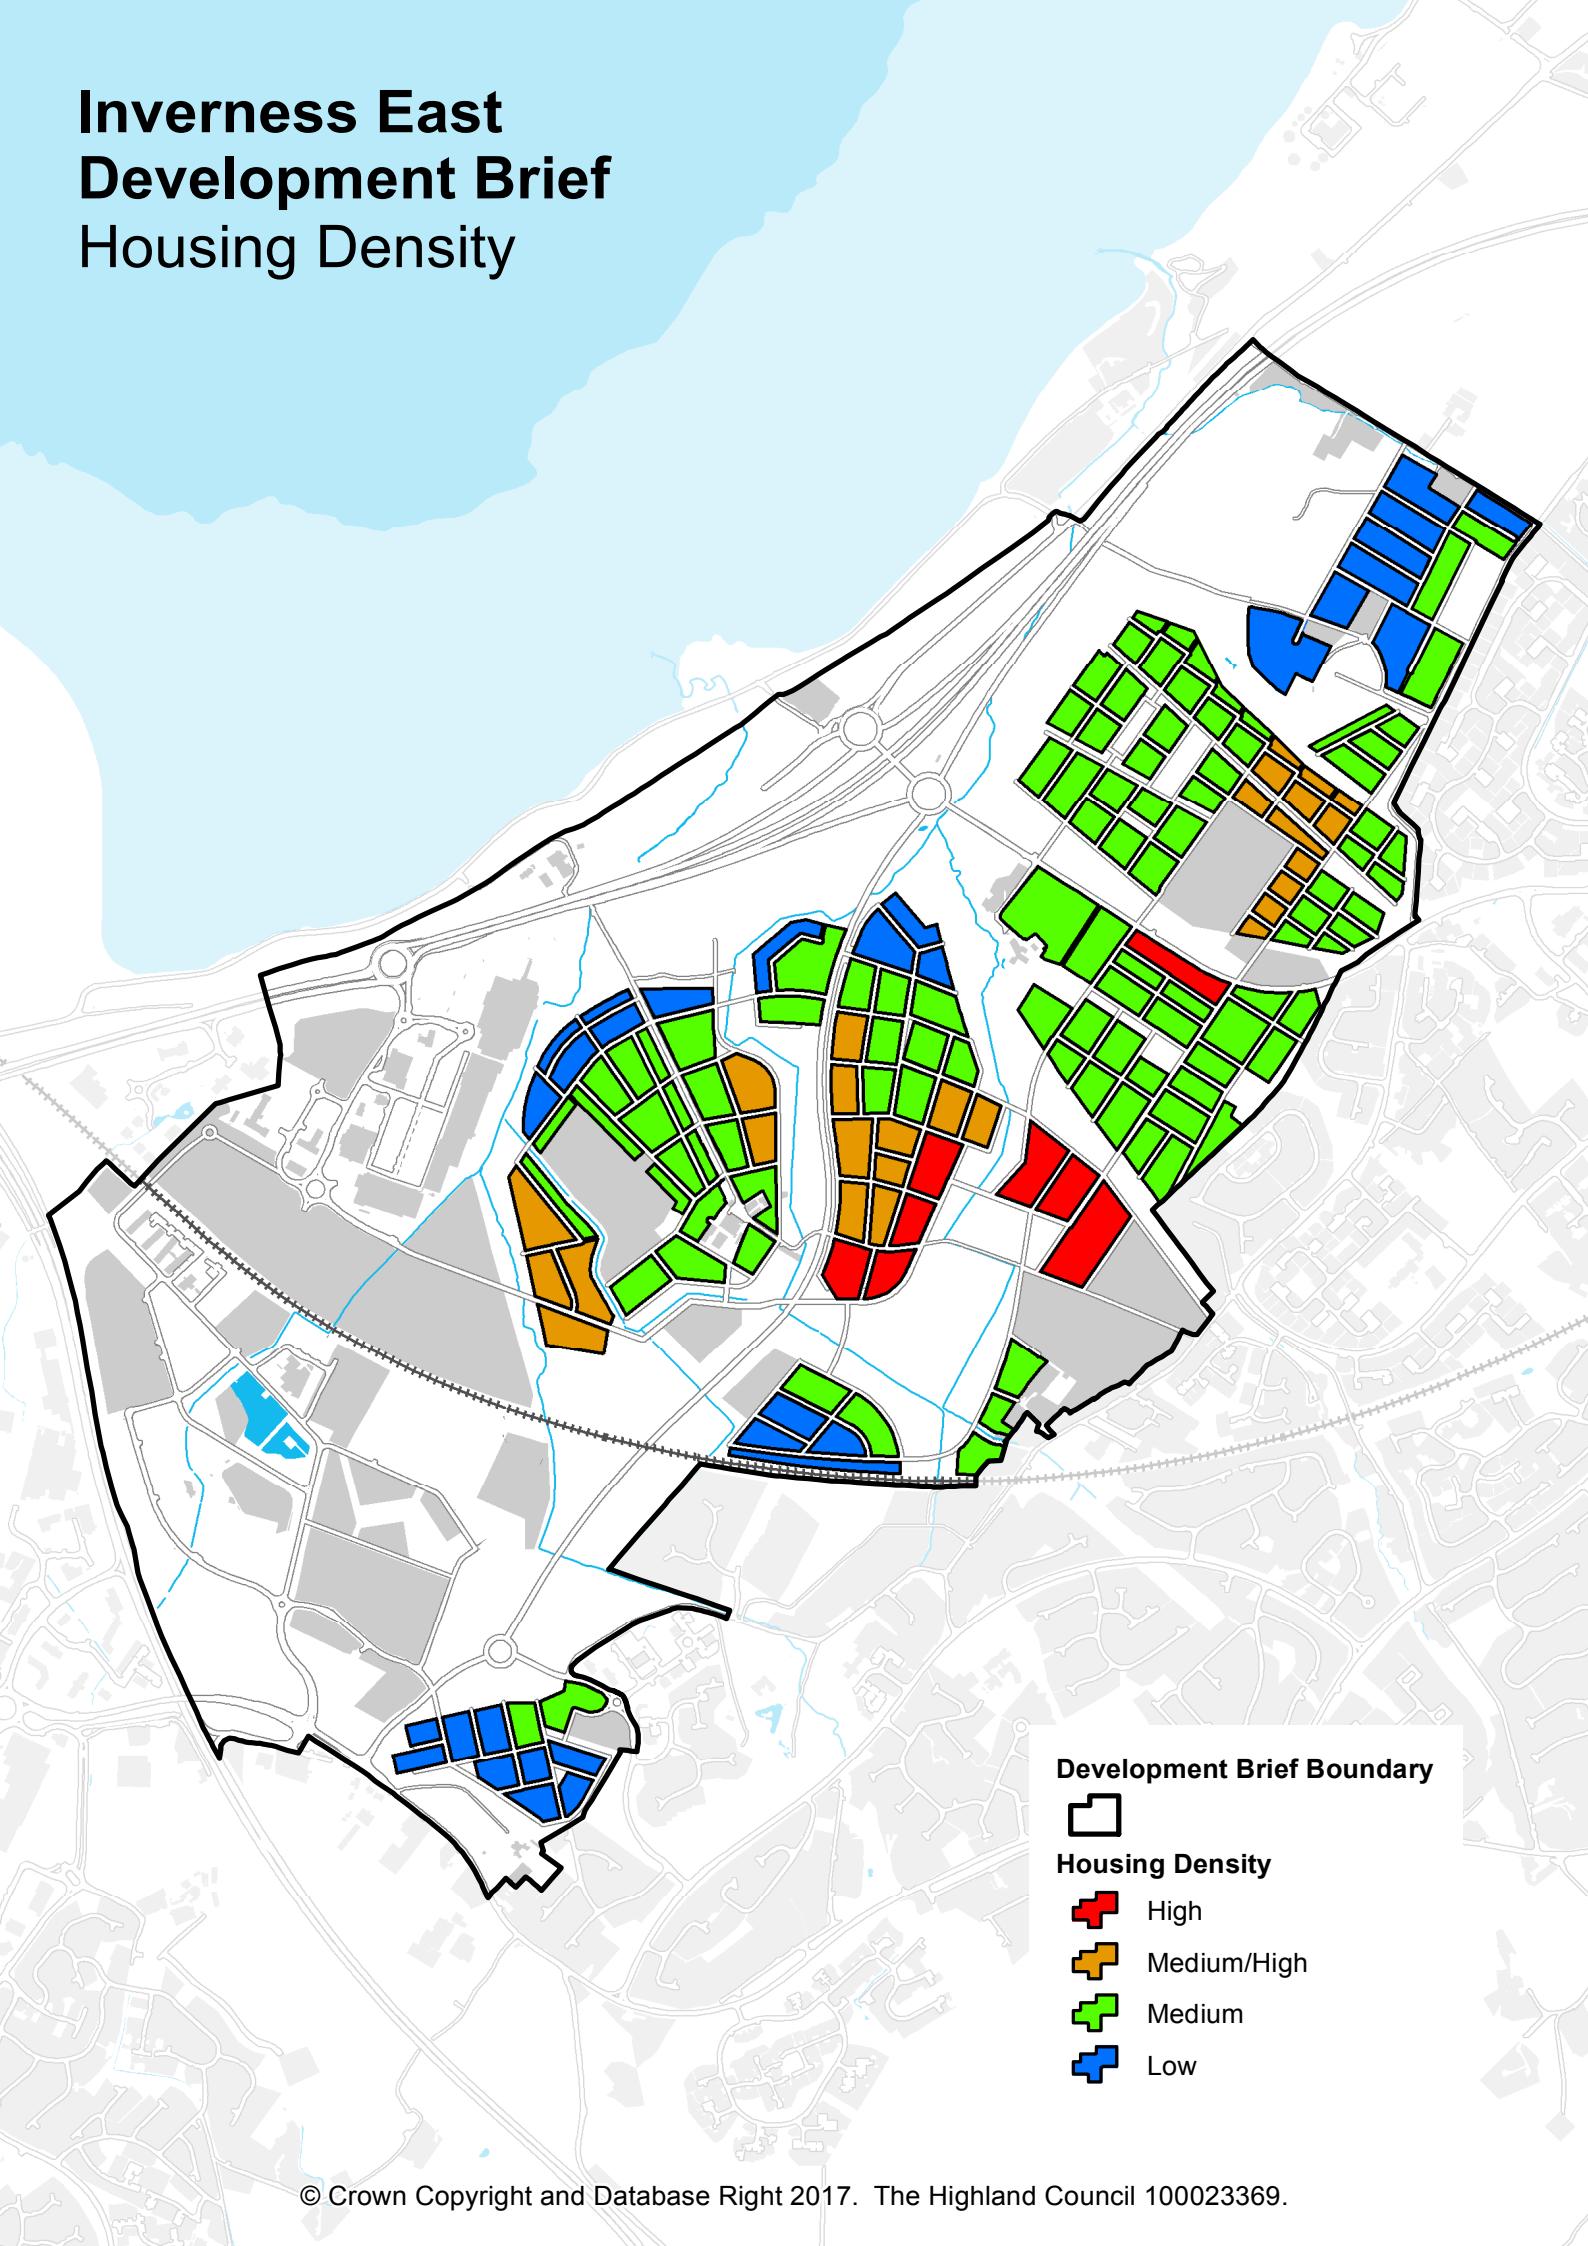 Inverness East
Development Brief
Housing Density
Development Brief Boundary
Housing Density
High
Medium/High
Medium
Low
© Crown Copyright and Database Right 2017.  The Highland Council 100023369.